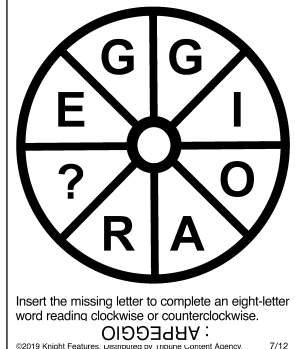 G G
E I
? O
R A
Insert the missing letter to complete an eight-letter
word reading clockwise or counterclockwise.
: ARPEGGIO
©2019 Knight Features. Distributed by Tribune Content Agency. 7/12